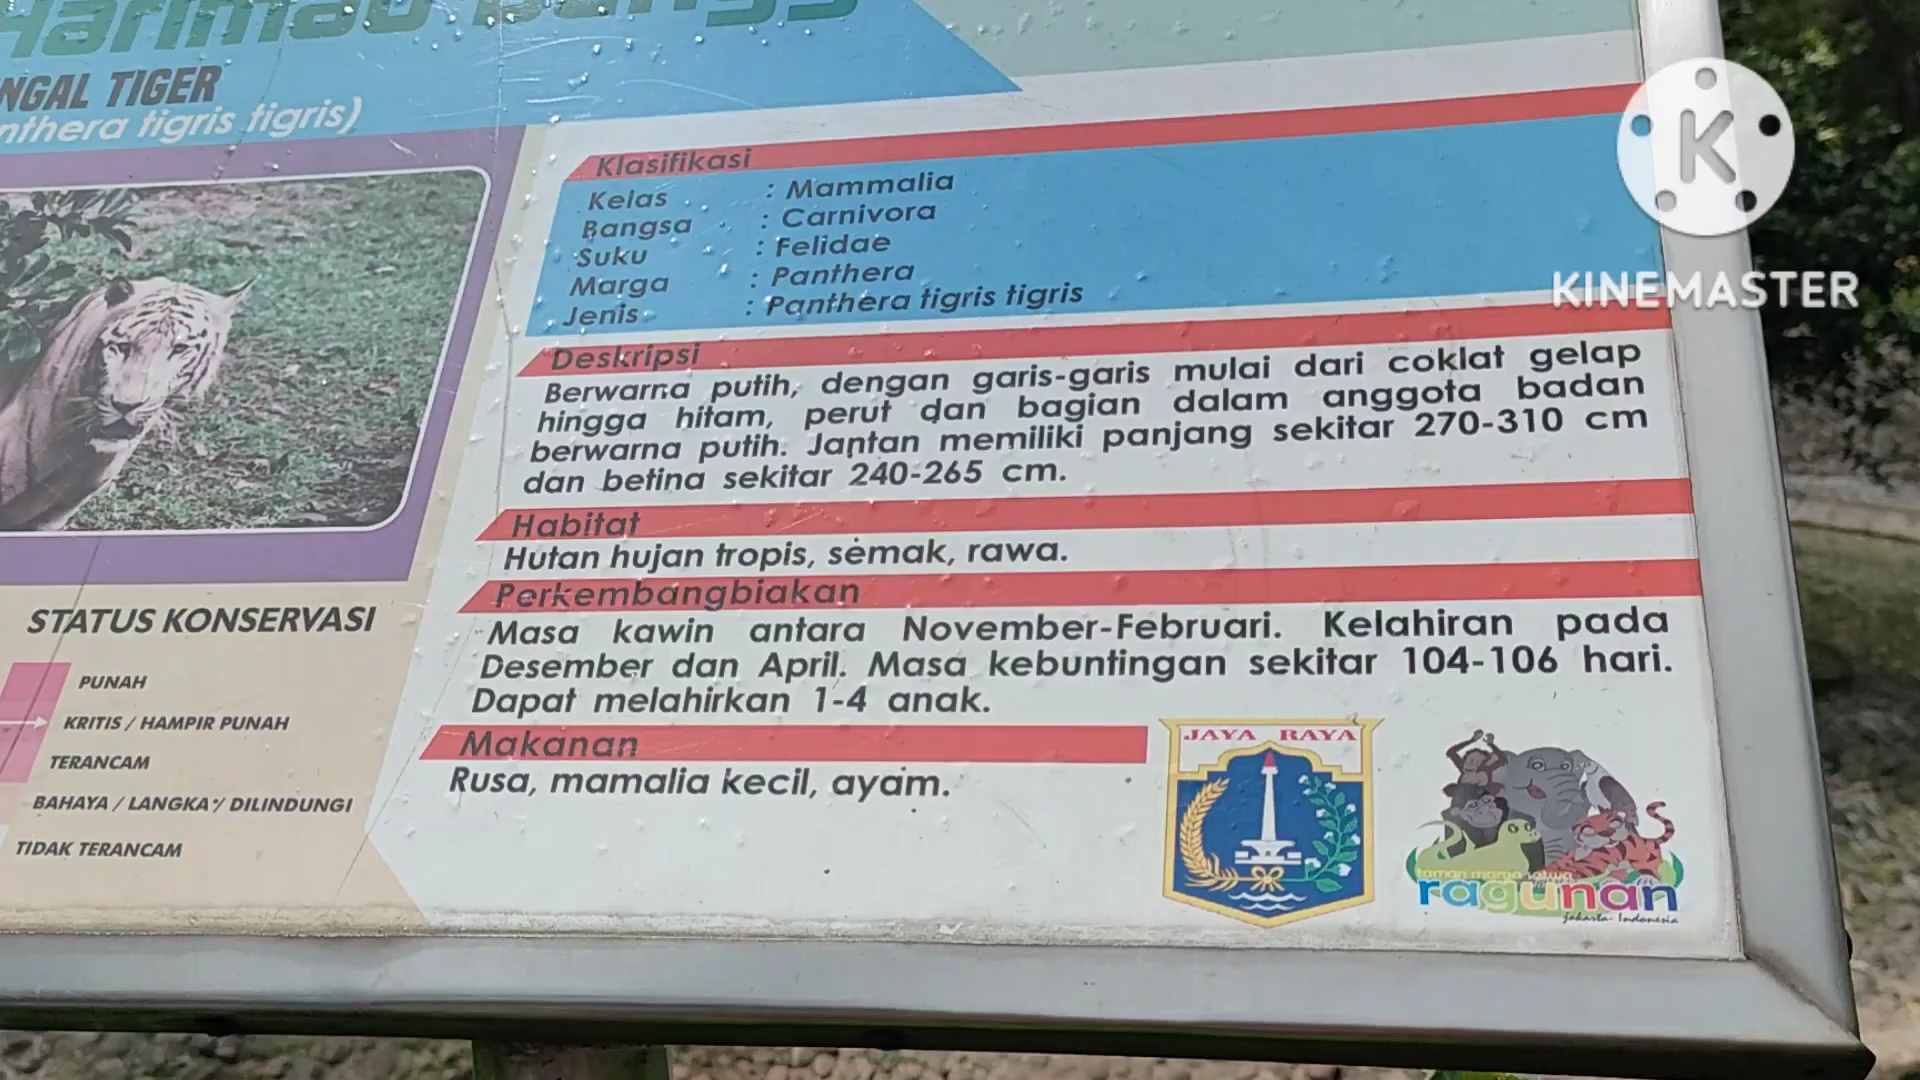 Harimau
NGAL TIGER
nthera tigris tigris)
Klasifikasi
Kelas : Mammalia
Bangsa : Carnivora
Suku : Felidae
Marga : Panthera
Jenis : Panthera tigris tigris
Deskripsi
Berwarna putih, dengan garis-garis mulai dari coklat gelap
hingga hitam, perut dan bagian dalam anggota badan
berwarna putih. Jantan memiliki panjang sekitar 270-310 cm
dan betina sekitar 240-265 cm.
Habitat
Hutan hujan tropis, semak, rawa.
Perkembangbiakan
Masa kawin antara November-Februari. Kelahiran pada
Desember dan April. Masa kebuntingan sekitar 104-106 hari.
Dapat melahirkan 1-4 anak.
Makanan
Rusa, mamalia kecil, ayam.
STATUS KONSERVASI
PUNAH
KRITIS / HAMPIR PUNAH
TERANCAM
BAHAYA / LANGKA / DILINDUNGI
TIDAK TERANCAM
JAYA RAYA
taman margasatwa
ragunan
jakarta - Indonesia
K
KINEMASTER